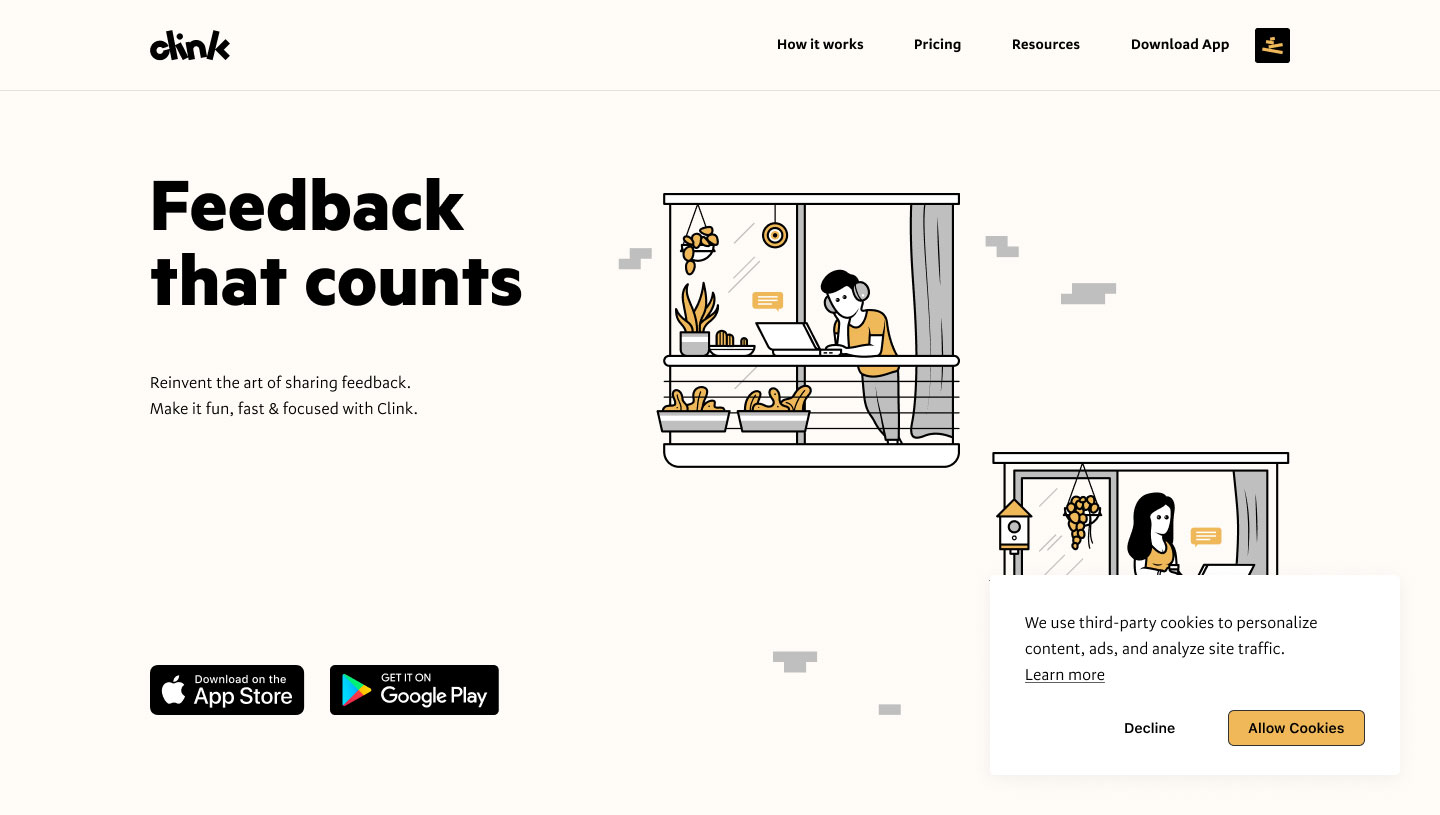 clink
How it works
Pricing
Resources
Download App
Feedback
that counts
Reinvent the art of sharing feedback.
Make it fun, fast & focused with Clink.
Download on the
App Store
GET IT ON
Google Play
We use third-party cookies to personalize
content, ads, and analyze site traffic.
Learn more
Decline
Allow Cookies